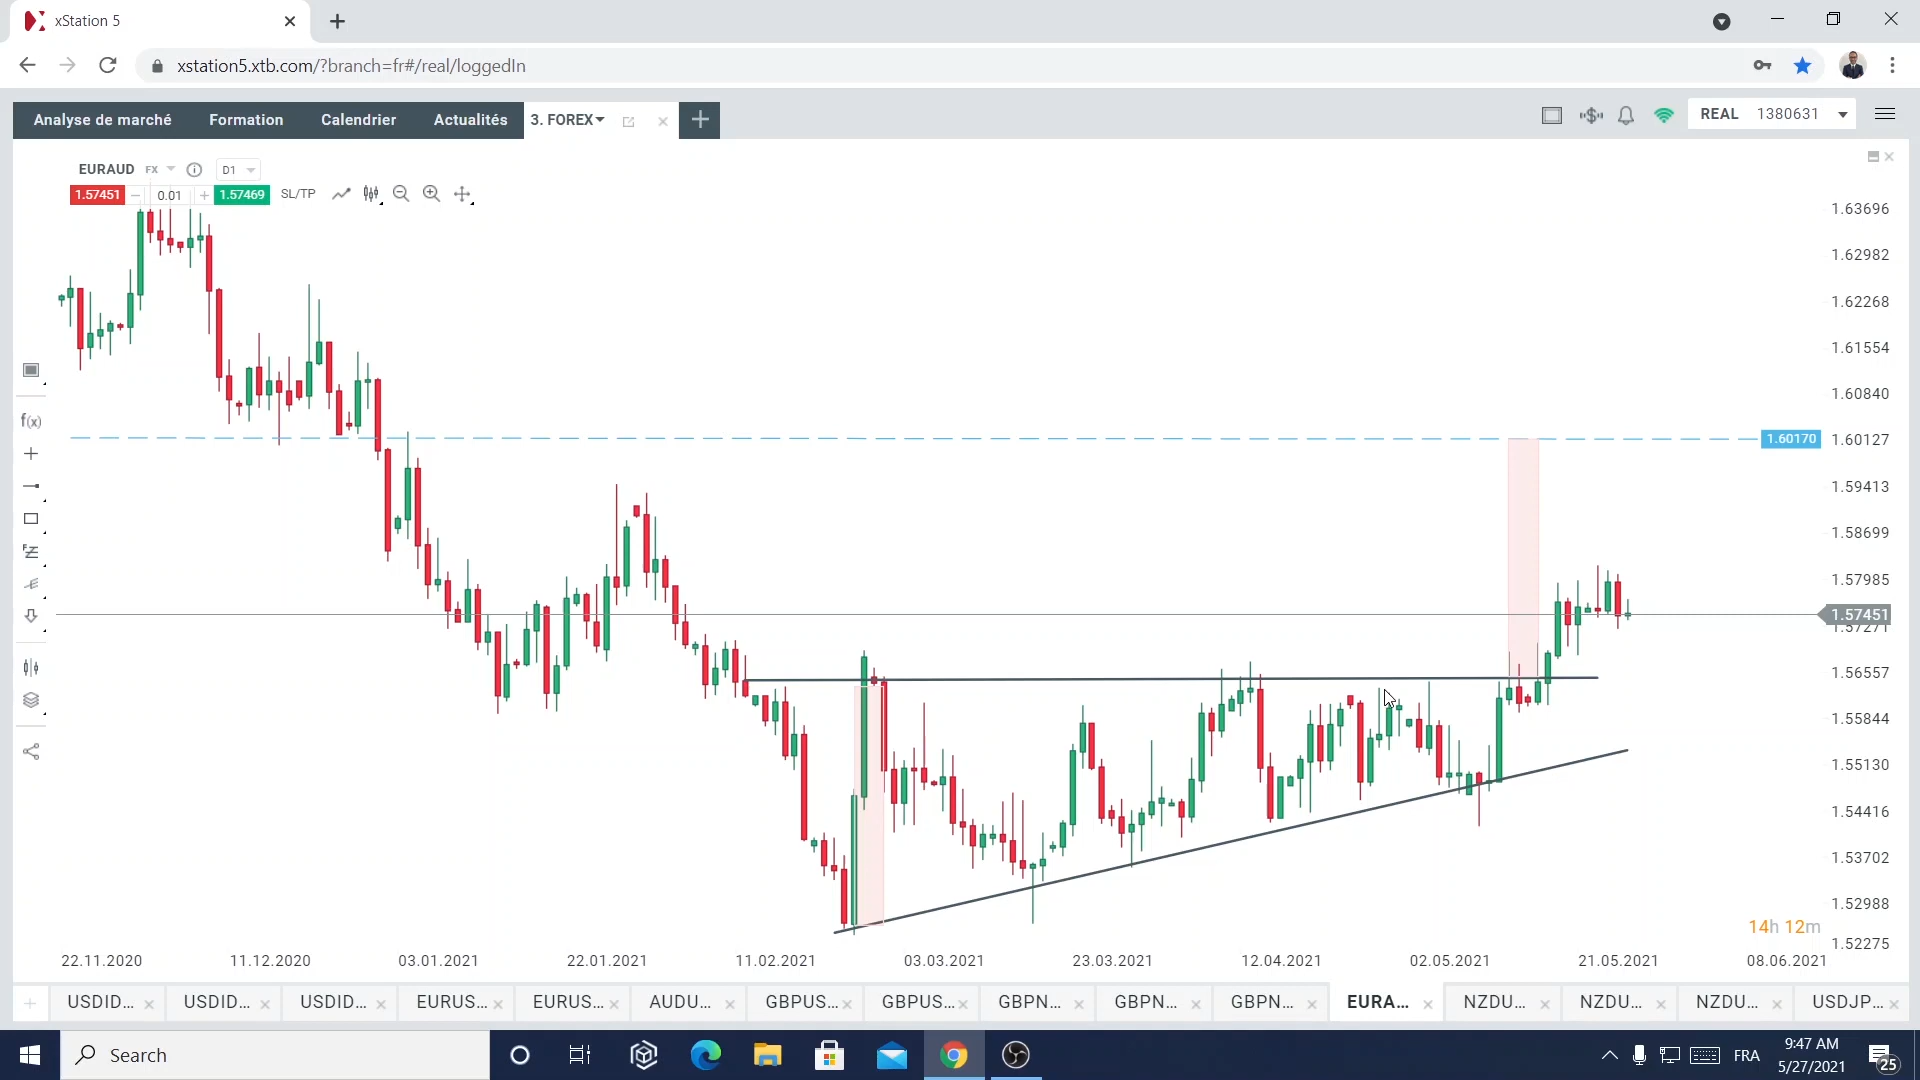 xStation 5
xstation5.xtb.com/?branch=fr#/real/loggedIn
Analyse de marché Formation Calendrier Actualités 3. FOREX REAL 1380631
EURAUD FX D1
1.57451 0.01 1.57469 SL/TP
1.63696
1.62982
1.62268
1.61554
1.60840
1.60170 1.60127
1.59413
1.58699
1.57985
1.57451
1.57271
1.56557
1.55844
1.55130
1.54416
1.53702
1.52988
14h 12m
1.52275
f(x)
22.11.2020 11.12.2020 03.01.2021 22.01.2021 11.02.2021 03.03.2021 23.03.2021 12.04.2021 02.05.2021 21.05.2021 08.06.2021
USDID... USDID... USDID... EURUS... EURUS... AUDU... GBPUS... GBPUS... GBPN... GBPN... GBPN... EURA... NZDU... NZDU... NZDU... USDJP...
Search FRA 9:47 AM
5/27/2021 25